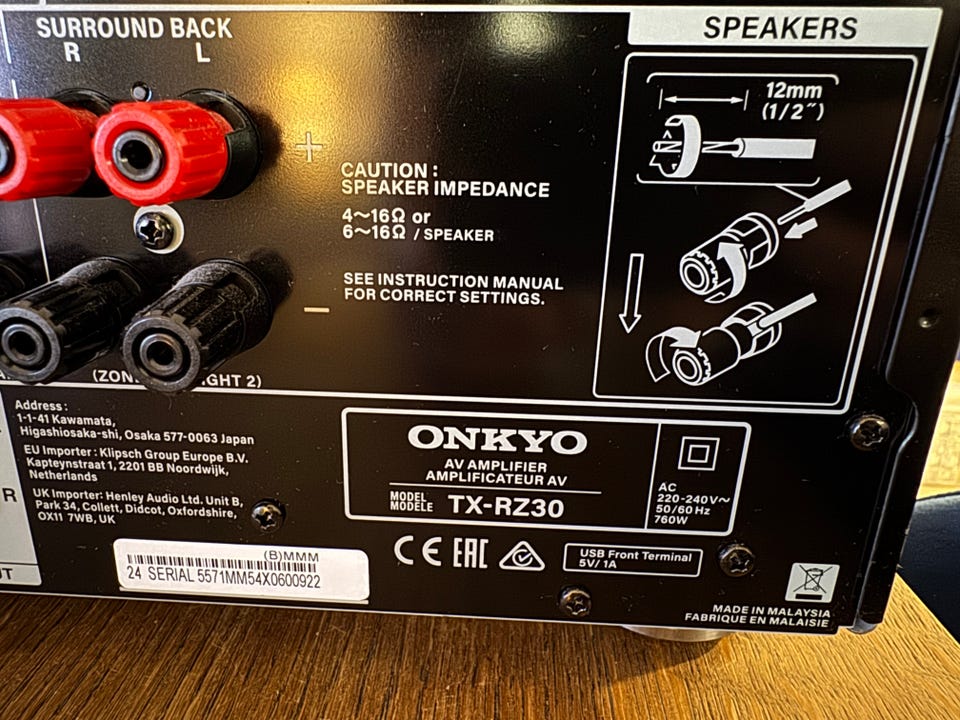 SURROUND BACK
R L
SPEAKERS
12mm
(1/2")
+
CAUTION :
SPEAKER IMPEDANCE
4～16Ω or
6～16Ω / SPEAKER
SEE INSTRUCTION MANUAL
FOR CORRECT SETTINGS.
−
Address :
1-1-41 Kawamata,
Higashiosaka-shi, Osaka 577-0063 Japan
EU Importer : Klipsch Group Europe B.V.
Kapteynstraat 1, 2201 BB Noordwijk,
Netherlands
UK Importer: Henley Audio Ltd. Unit B,
Park 34, Collett, Didcot, Oxfordshire,
OX11 7WB, UK
ONKYO
AV AMPLIFIER
AMPLIFICATEUR AV
MODEL
MODELE TX-RZ30
AC
220-240V～
50/60 Hz
760W
CE EAC
USB Front Terminal
5V/ 1A
(B)MMM
24 SERIAL 5571MM54X0600922
MADE IN MALAYSIA
FABRIQUE EN MALAISIE